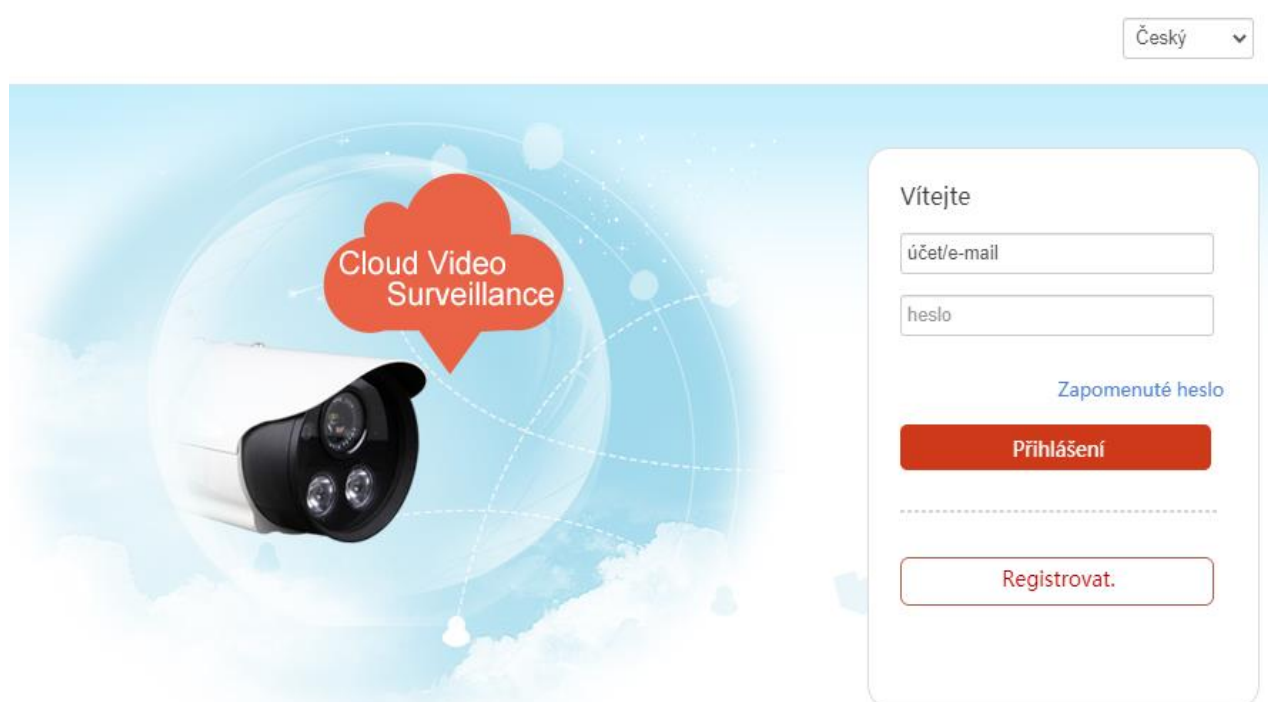 Český
Cloud Video
Surveillance
Vítejte
účet/e-mail
heslo
Zapomenuté heslo
Přihlášení
Registrovat.